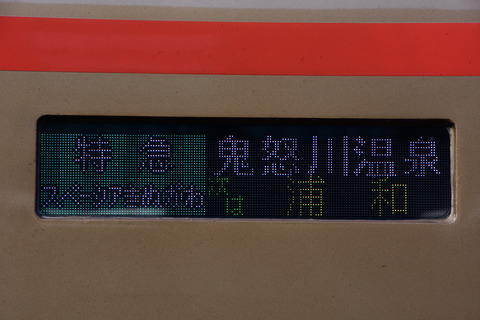 特急 鬼怒川温泉
スペーシアきぬがわ 次は 浦和